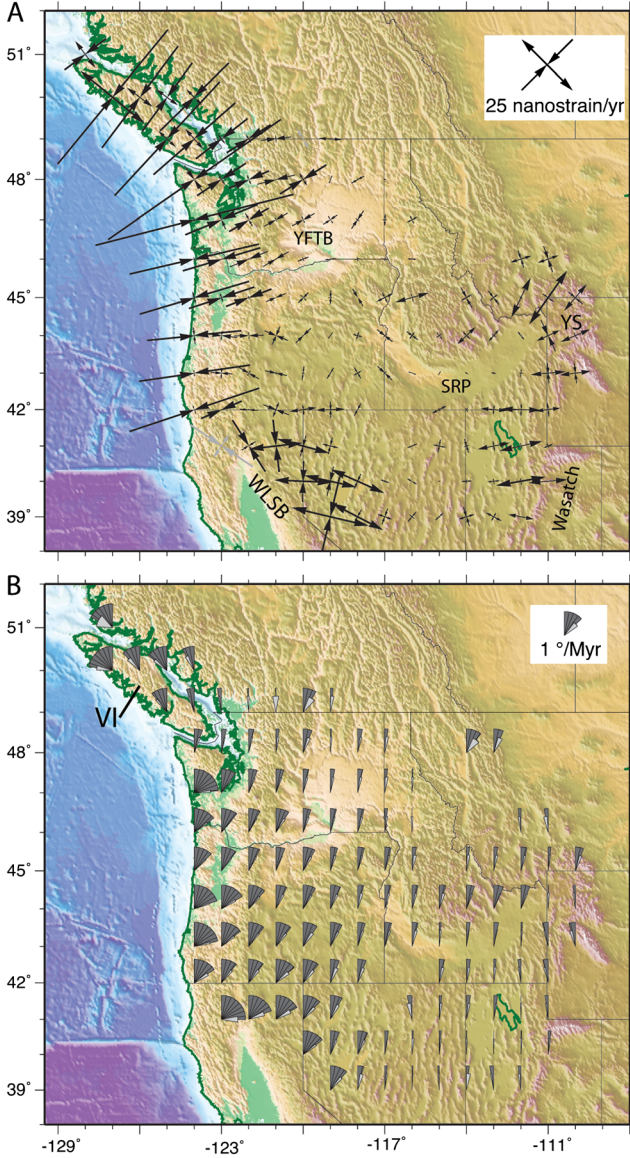 A
51°
48°
45°
42°
39°
25 nanostrain/yr
YFTB
YS
SRP
WLSB
Wasatch
B
51°
48°
45°
42°
39°
1 °/Myr
VI
-129°
-123°
-117°
-111°